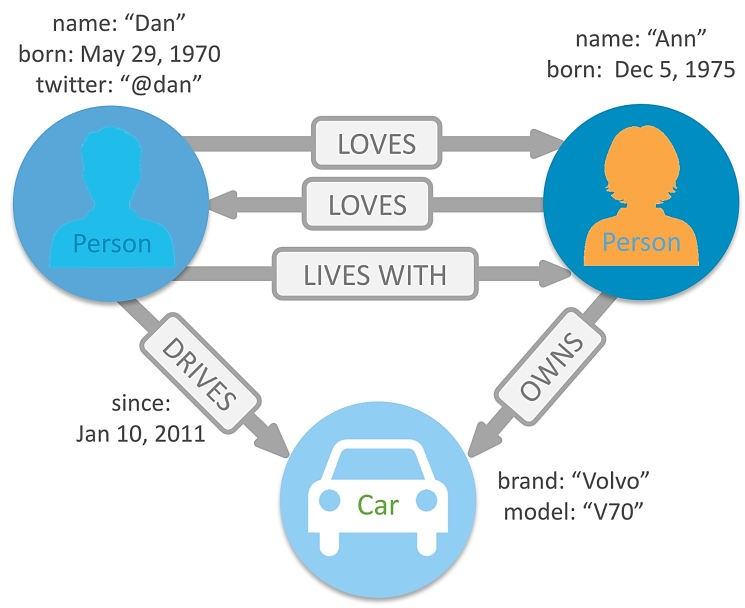 name: “Dan”
born: May 29, 1970
twitter: “@dan”
name: “Ann”
born:  Dec 5, 1975
LOVES
LOVES
LIVES WITH
Person
Person
DRIVES
OWNS
since:
Jan 10, 2011
Car
brand: “Volvo”
model: “V70”